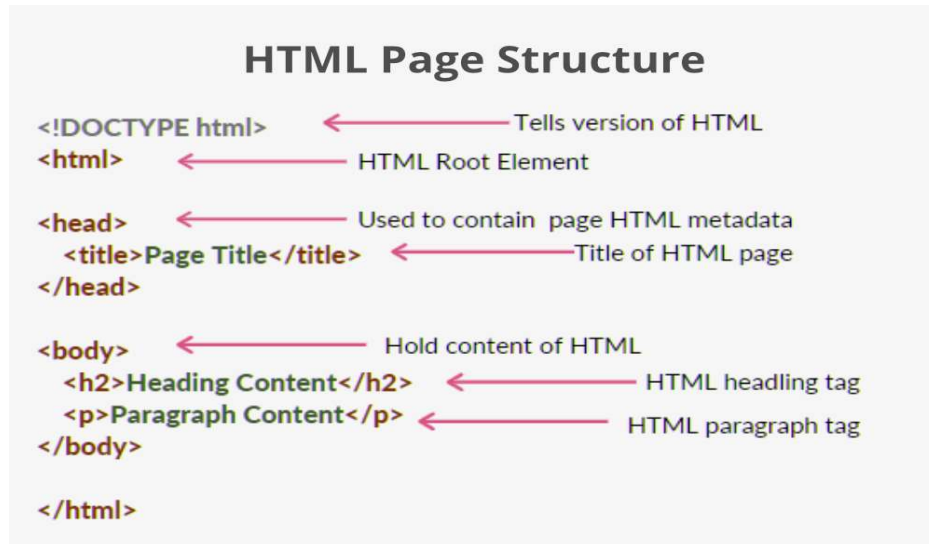 HTML Page Structure
<!DOCTYPE html> Tells version of HTML
<html> HTML Root Element
<head> Used to contain page HTML metadata
<title>Page Title</title> Title of HTML page
</head>
<body> Hold content of HTML
<h2>Heading Content</h2> HTML headling tag
<p>Paragraph Content</p> HTML paragraph tag
</body>
</html>